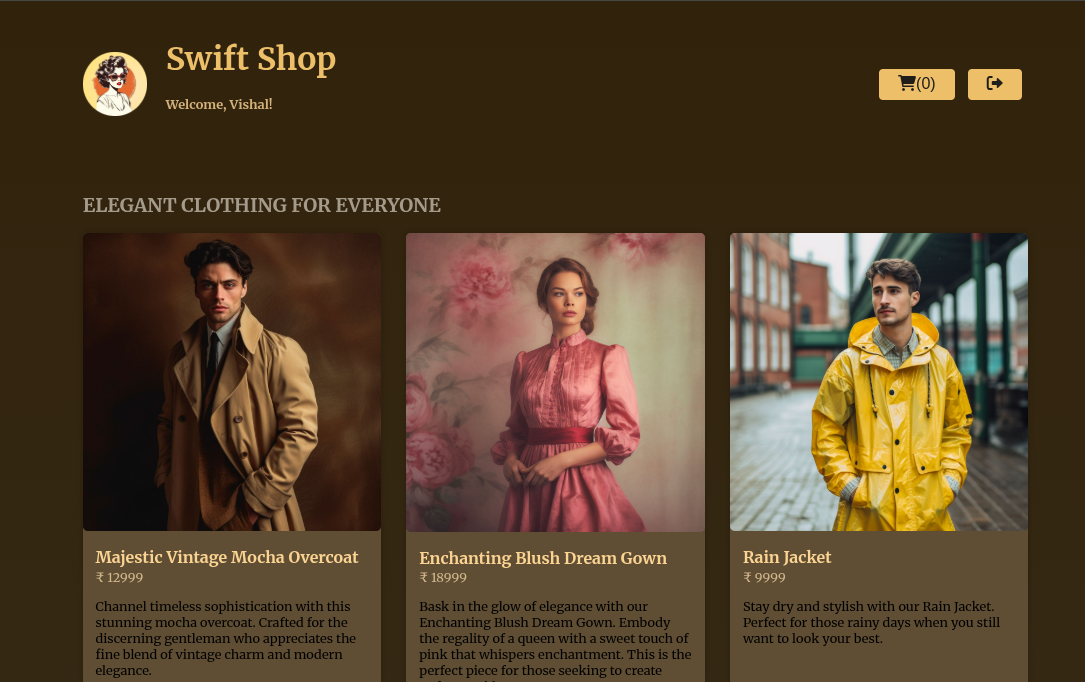 Swift Shop
Welcome, Vishal!
(0)
ELEGANT CLOTHING FOR EVERYONE
Majestic Vintage Mocha Overcoat
₹ 12999
Channel timeless sophistication with this
stunning mocha overcoat. Crafted for the
discerning gentleman who appreciates the
fine blend of vintage charm and modern
elegance.
Enchanting Blush Dream Gown
₹ 18999
Bask in the glow of elegance with our
Enchanting Blush Dream Gown. Embody
the regality of a queen with a sweet touch of
pink that whispers enchantment. This is the
perfect piece for those seeking to create
Rain Jacket
₹ 9999
Stay dry and stylish with our Rain Jacket.
Perfect for those rainy days when you still
want to look your best.